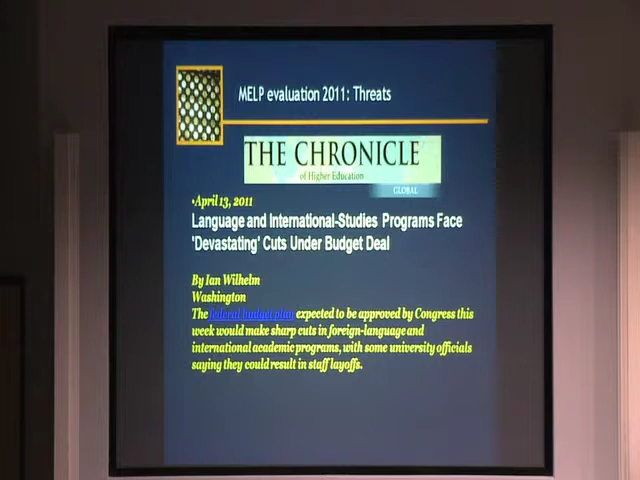 MELP evaluation 2011: Threats
THE CHRONICLE
of Higher Education
GLOBAL
•April 13, 2011
Language and International-Studies Programs Face
'Devastating' Cuts Under Budget Deal
By Ian Wilhelm
Washington
The federal budget plan expected to be approved by Congress this
week would make sharp cuts in foreign-language and
international academic programs, with some university officials
saying they could result in staff layoffs.